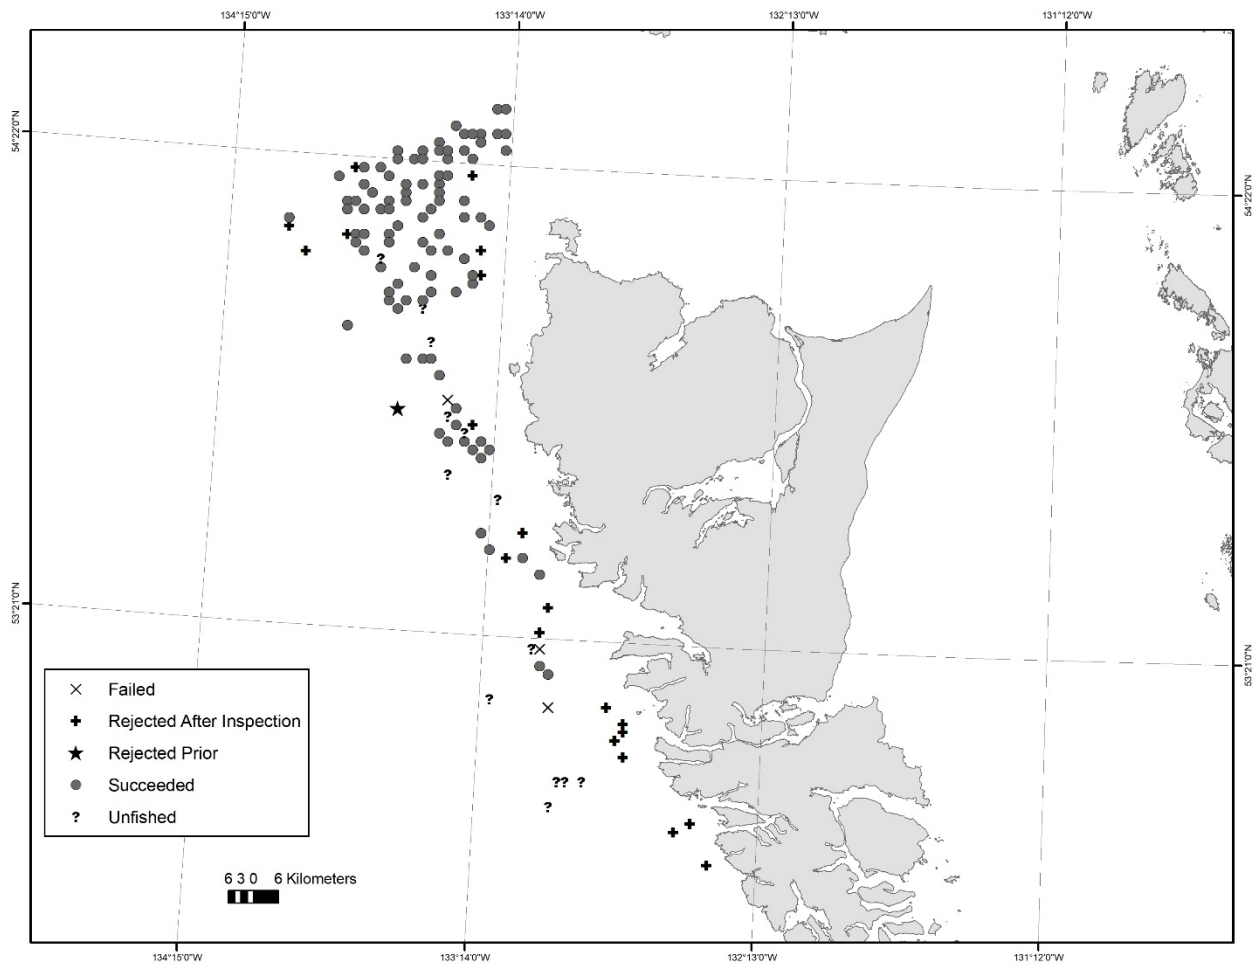 134°15'0"W 133°14'0"W 132°13'0"W 131°12'0"W
54°22'0"N
54°22'0"N
53°21'0"N
53°21'0"N
Failed
Rejected After Inspection
Rejected Prior
Succeeded
? Unfished
6 3 0 6 Kilometers
134°15'0"W 133°14'0"W 132°13'0"W 131°12'0"W